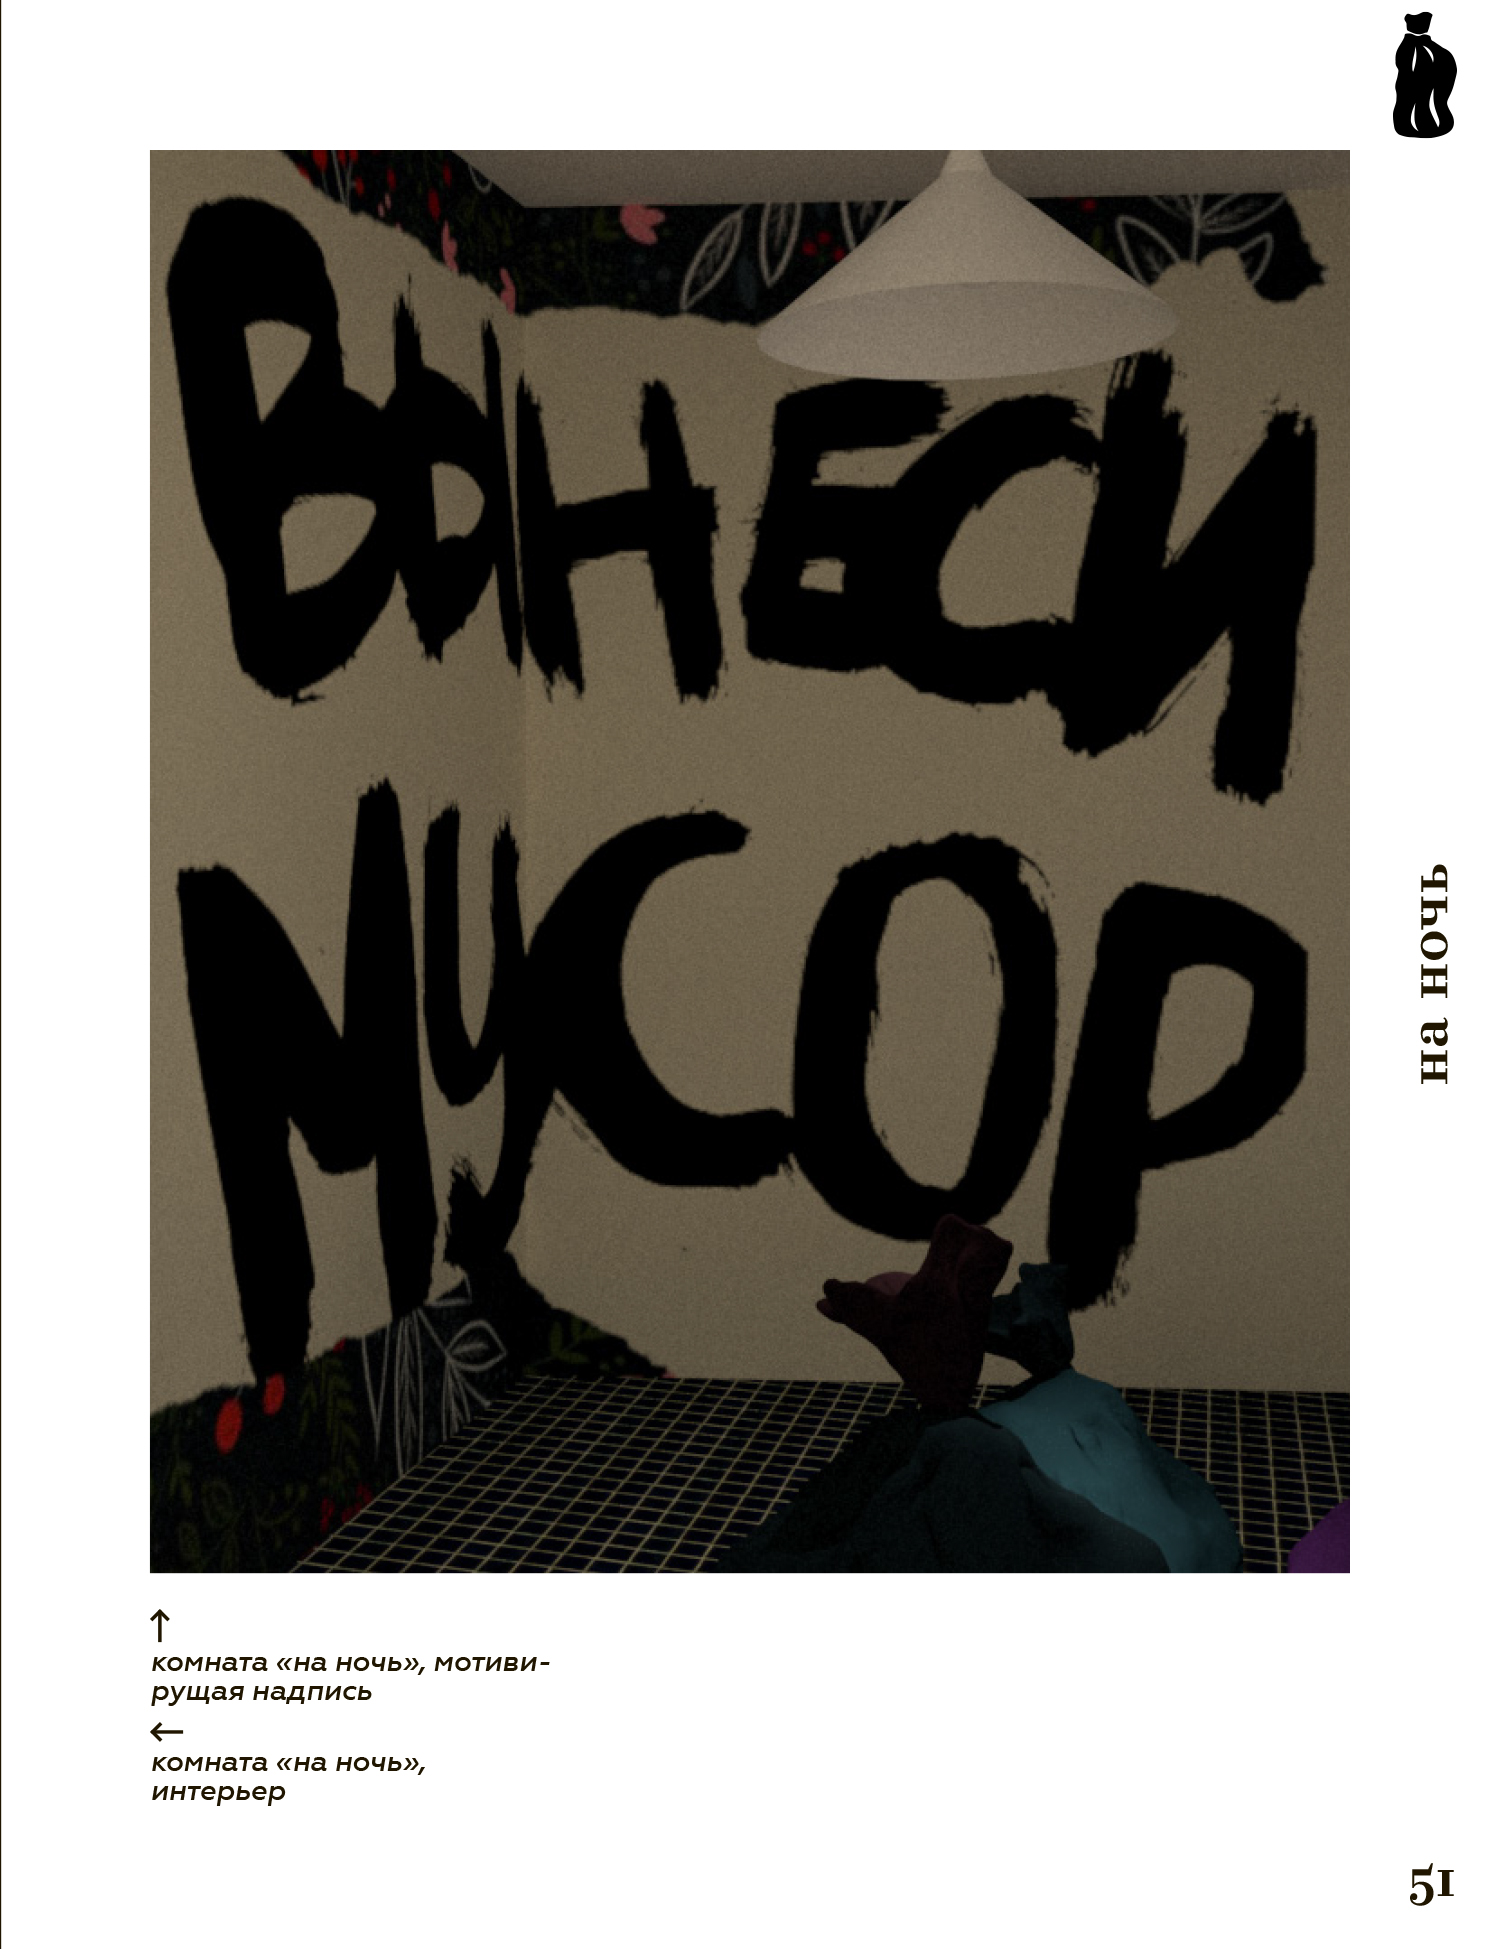 ВЫНЕСИ
МУСОР
на ночь
↑
комната «на ночь», мотиви-
рущая надпись
←
комната «на ночь»,
интерьер
51